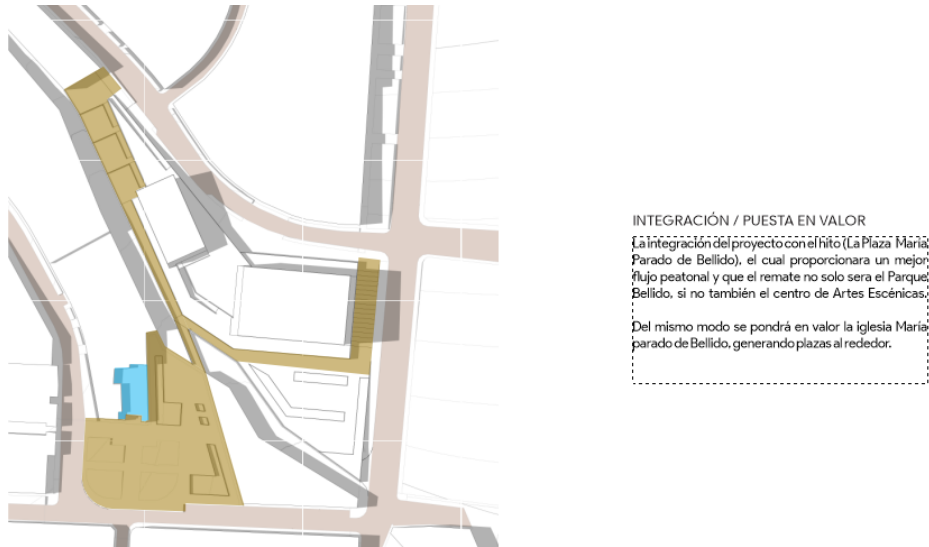 INTEGRACIÓN / PUESTA EN VALOR
La integración del proyecto con el hito (La Plaza María
Parado de Bellido), el cual proporcionara un mejor
flujo peatonal y que el remate no solo sera el Parque
Bellido, si no también el centro de Artes Escénicas.
Del mismo modo se pondrá en valor la iglesia María
parado de Bellido, generando plazas al rededor.